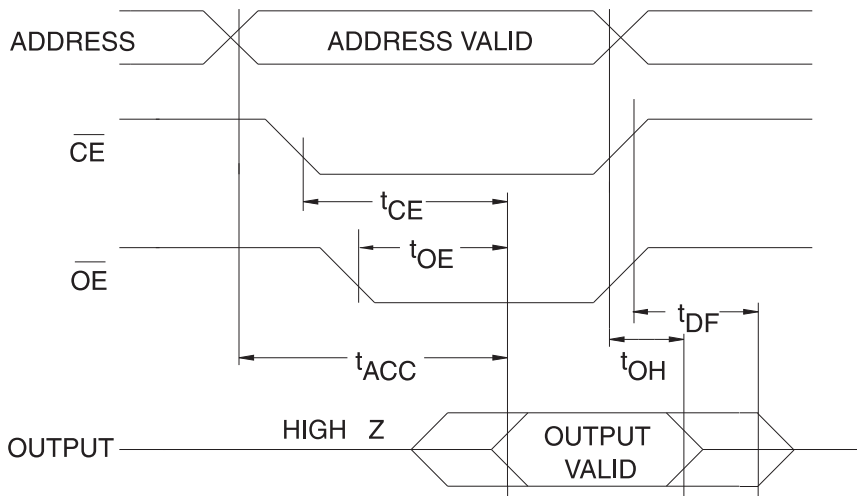 ADDRESS
ADDRESS VALID
CE
tCE
tOE
OE
tDF
tACC
tOH
HIGH Z
OUTPUT
OUTPUT
VALID